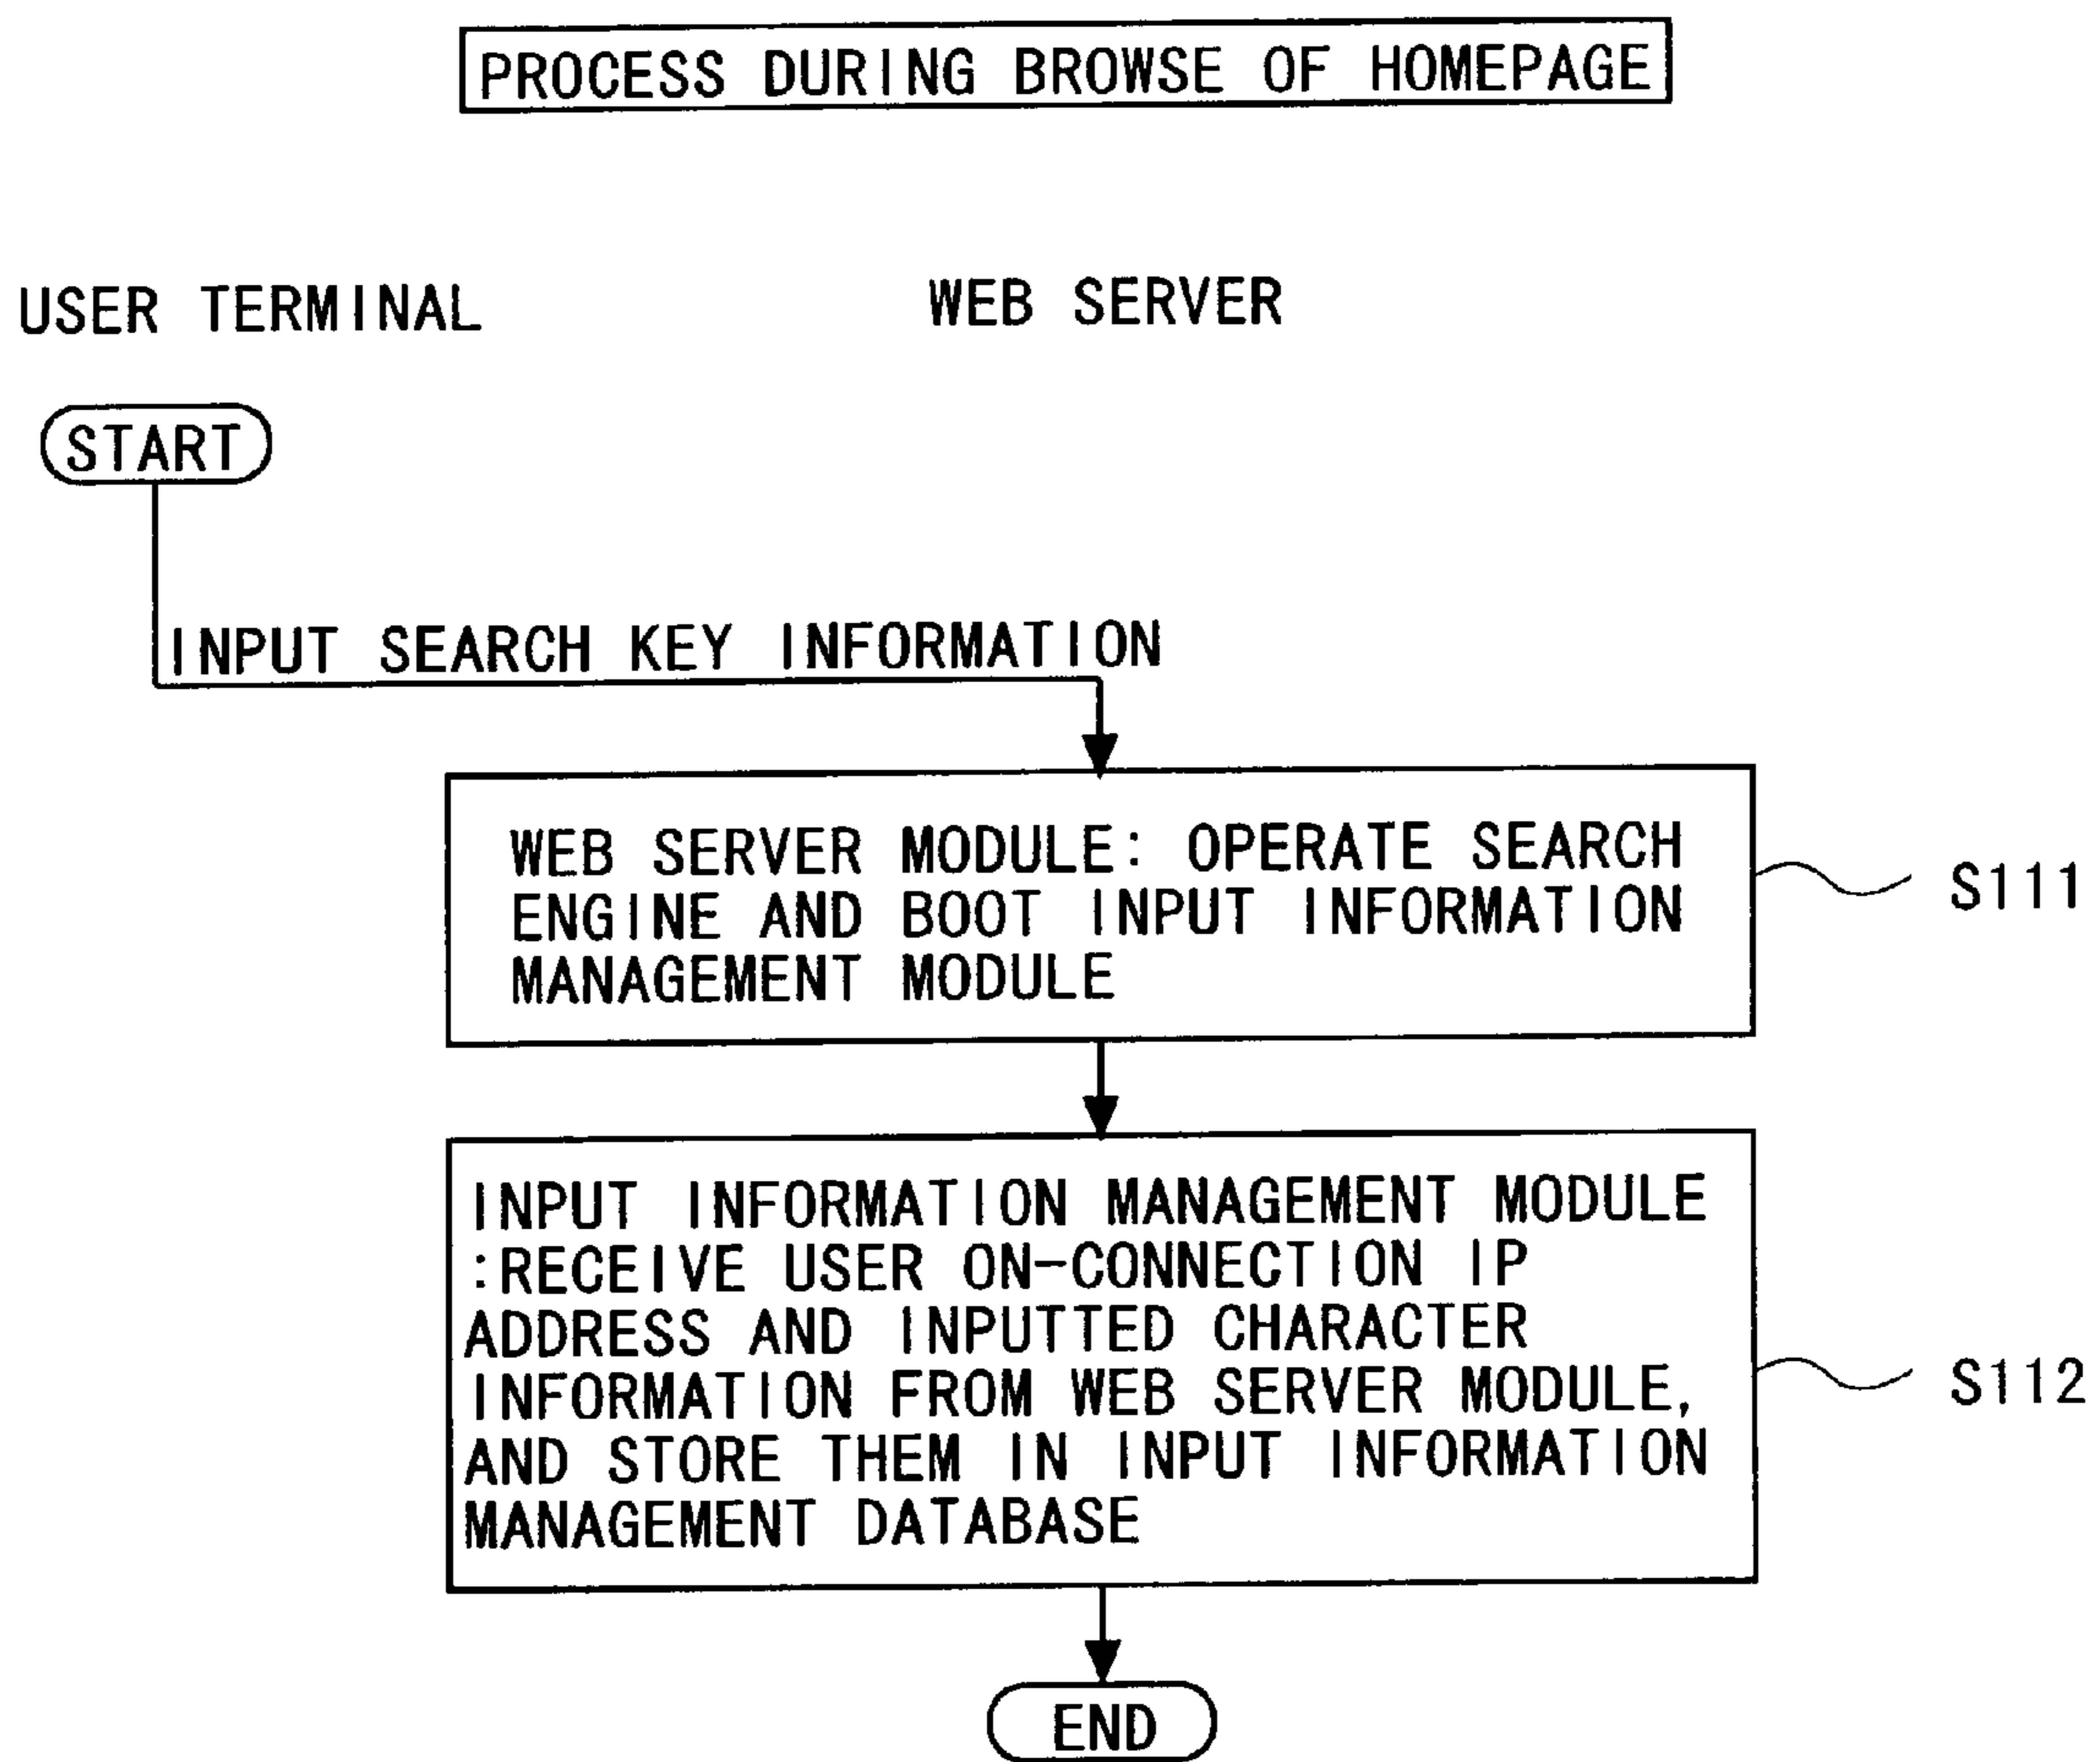 PROCESS DURING BROWSE OF HOMEPAGE
USER TERMINAL
WEB SERVER
START
INPUT SEARCH KEY INFORMATION
WEB SERVER MODULE: OPERATE SEARCH
ENGINE AND BOOT INPUT INFORMATION
MANAGEMENT MODULE
S111
INPUT INFORMATION MANAGEMENT MODULE
:RECEIVE USER ON-CONNECTION IP
ADDRESS AND INPUTTED CHARACTER
INFORMATION FROM WEB SERVER MODULE,
AND STORE THEM IN INPUT INFORMATION
MANAGEMENT DATABASE
S112
END